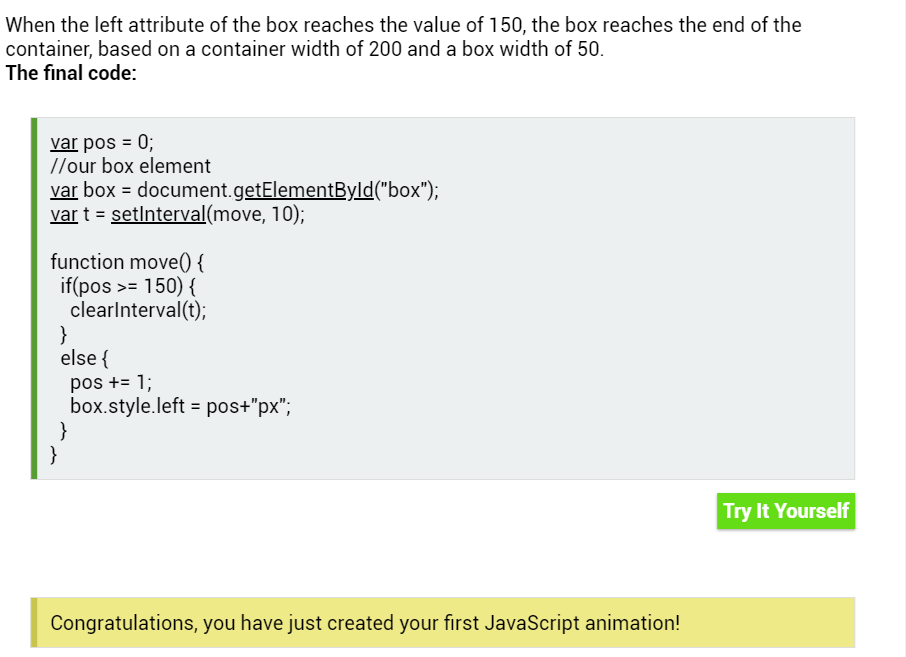 When the left attribute of the box reaches the value of 150, the box reaches the end of the
container, based on a container width of 200 and a box width of 50.
The final code:
var pos = 0;
//our box element
var box = document.getElementById("box");
var t = setInterval(move, 10);
function move() {
if(pos >= 150) {
clearInterval(t);
}
else {
pos += 1;
box.style.left = pos+"px";
}
}
Try It Yourself
Congratulations, you have just created your first JavaScript animation!